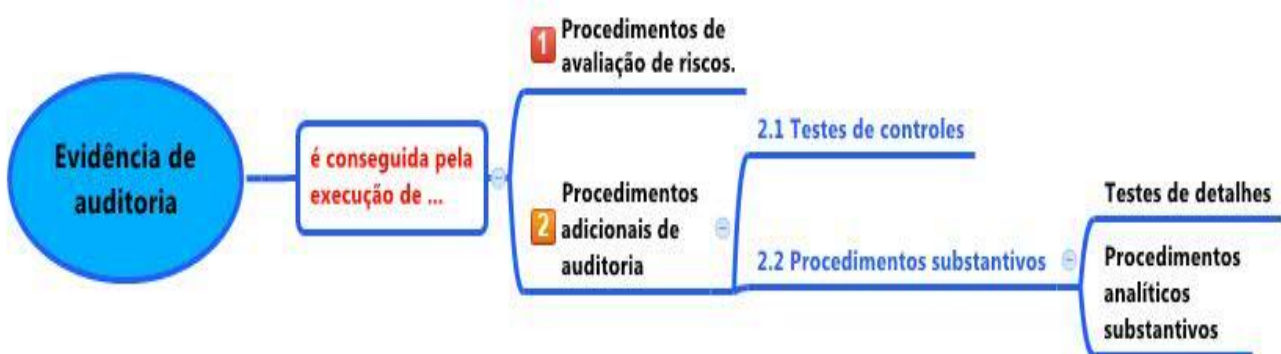 Evidência de
auditoria
é conseguida pela
execução de ...
1
Procedimentos de
avaliação de riscos.
2
Procedimentos
adicionais de
auditoria
2.1 Testes de controles
2.2 Procedimentos substantivos
Testes de detalhes
Procedimentos
analíticos
substantivos